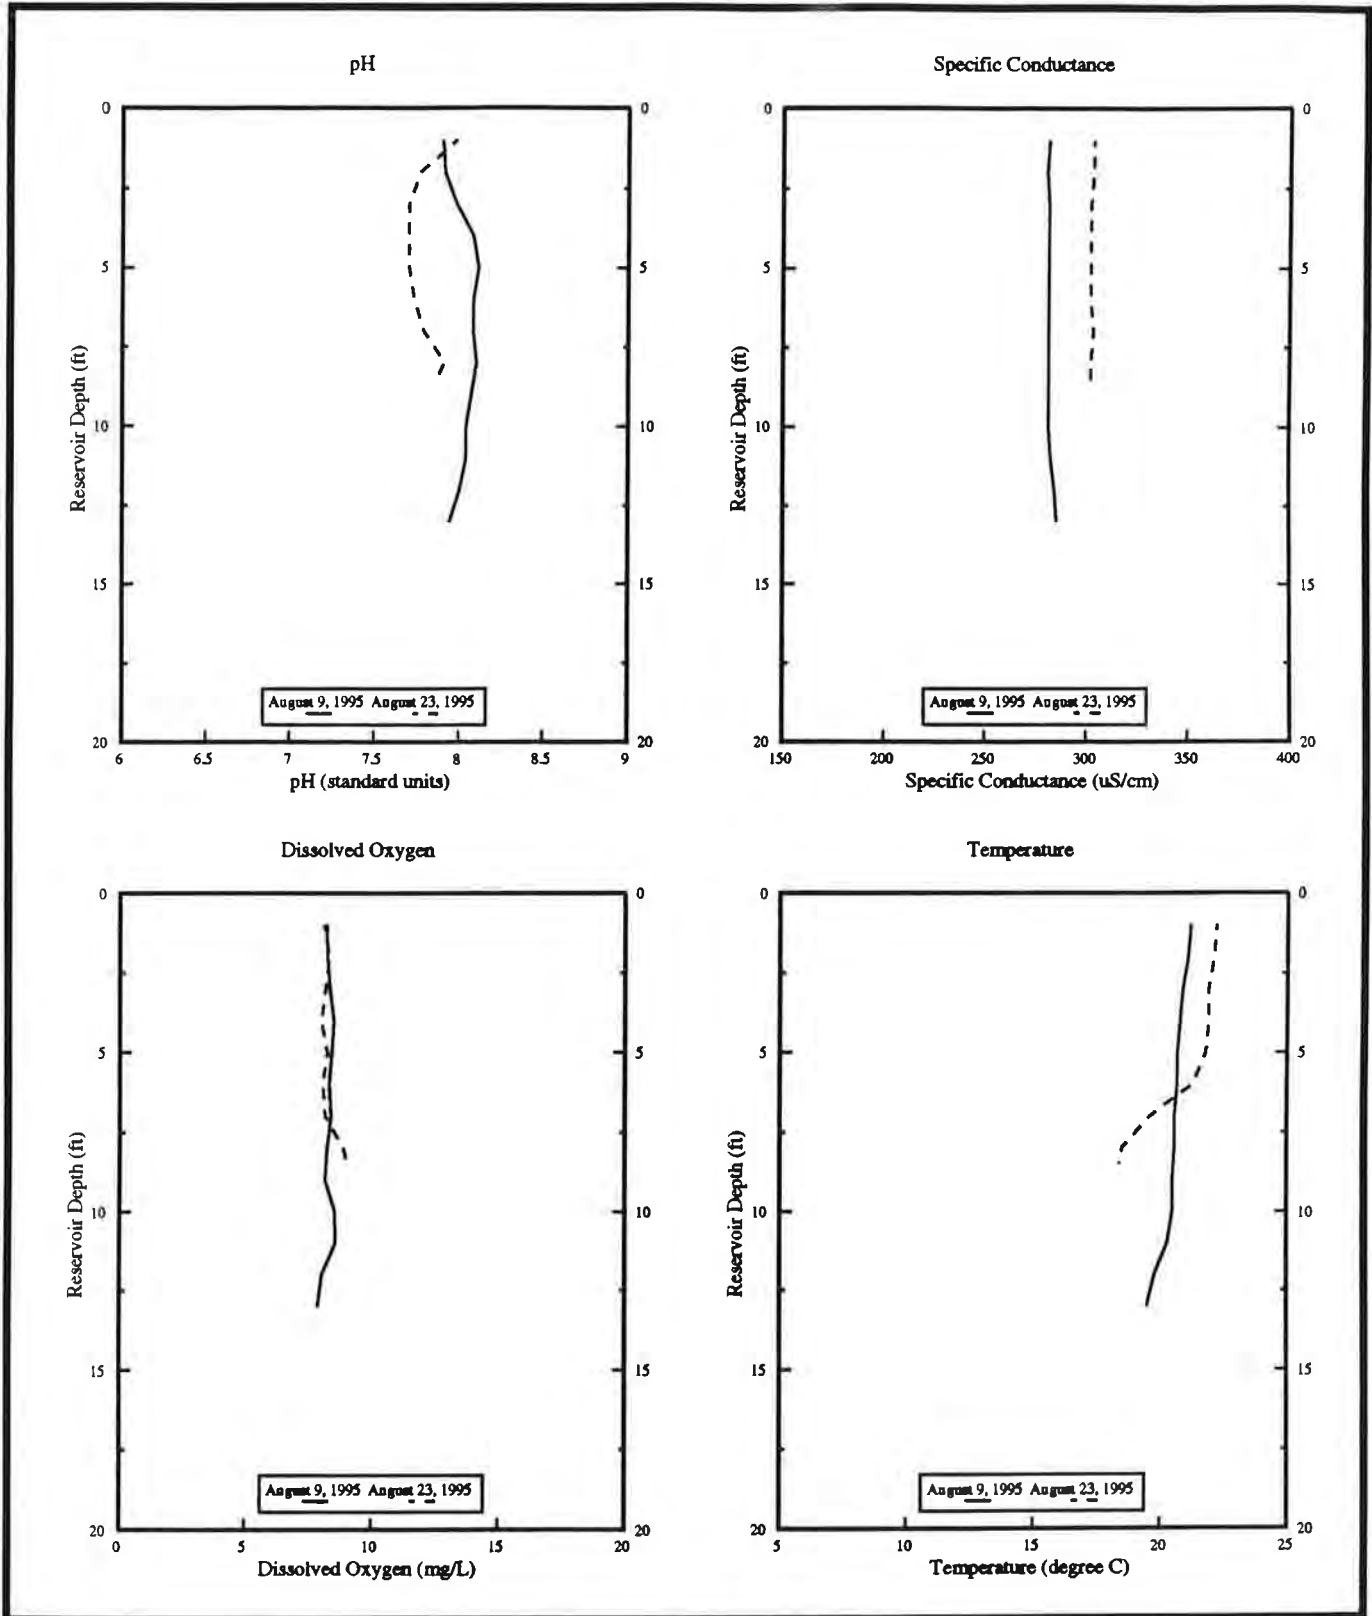 pH
0 0
5 5
Reservoir Depth (ft)
10 10
15 15
August 9, 1995 August 23, 1995
20 20
6 6.5 7 7.5 8 8.5 9
pH (standard units)
Specific Conductance
0 0
5 5
Reservoir Depth (ft)
10 10
15 15
August 9, 1995 August 23, 1995
20 20
150 200 250 300 350 400
Specific Conductance (uS/cm)
Dissolved Oxygen
0 0
5 5
Reservoir Depth (ft)
10 10
15 15
August 9, 1995 August 23, 1995
20 20
0 5 10 15 20
Dissolved Oxygen (mg/L)
Temperature
0 0
5 5
Reservoir Depth (ft)
10 10
15 15
August 9, 1995 August 23, 1995
20 20
5 10 15 20 25
Temperature (degree C)